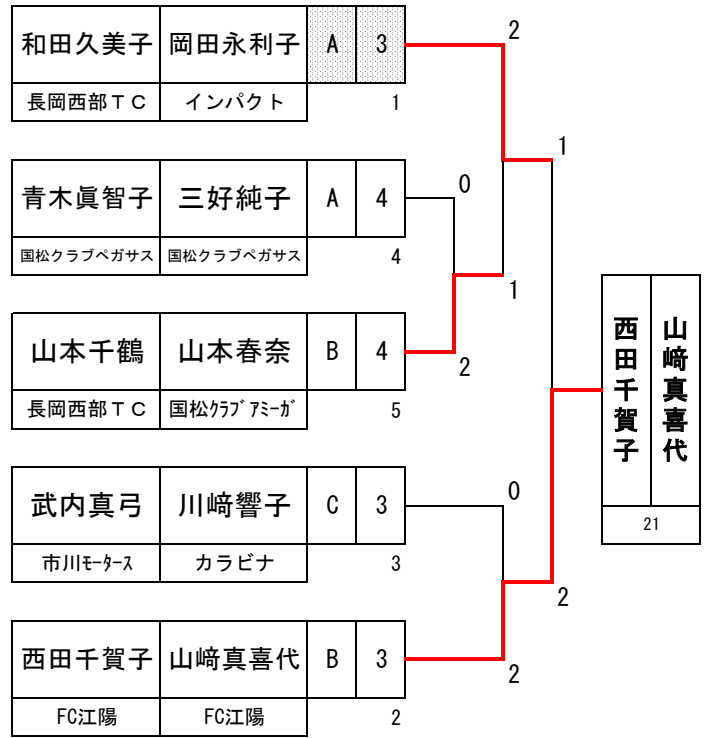 和田久美子 岡田永利子 A 3
長岡西部TC インパクト 1
2
1
青木眞智子 三好純子 A 4
国松クラブペガサス 国松クラブペガサス 4
0
1
山本千鶴 山本春奈 B 4
長岡西部TC 国松ｸﾗﾌﾞｱﾐｰｶﾞ 5
2
西田千賀子 山﨑真喜代
21
武内真弓 川﨑響子 C 3
市川ﾓｰﾀｰｽ カラビナ 3
0
2
西田千賀子 山﨑真喜代 B 3
FC江陽 FC江陽 2
2